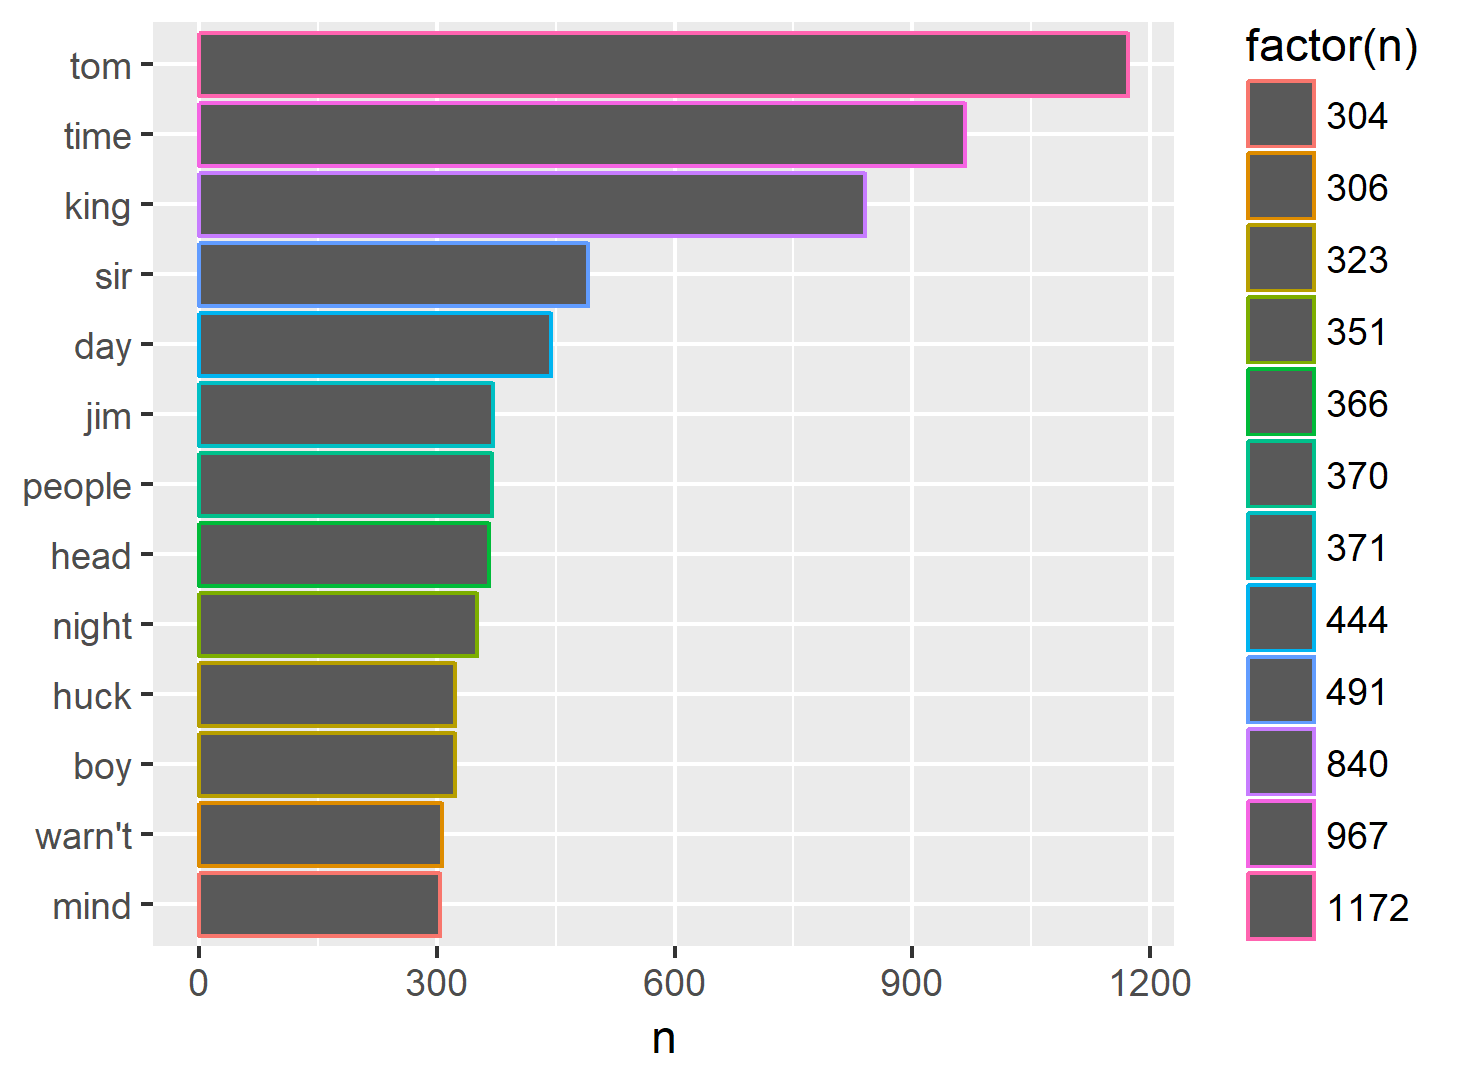 tom
time
king
sir
day
jim
people
head
night
huck
boy
warn't
mind
0 300 600 900 1200
n
factor(n)
304
306
323
351
366
370
371
444
491
840
967
1172